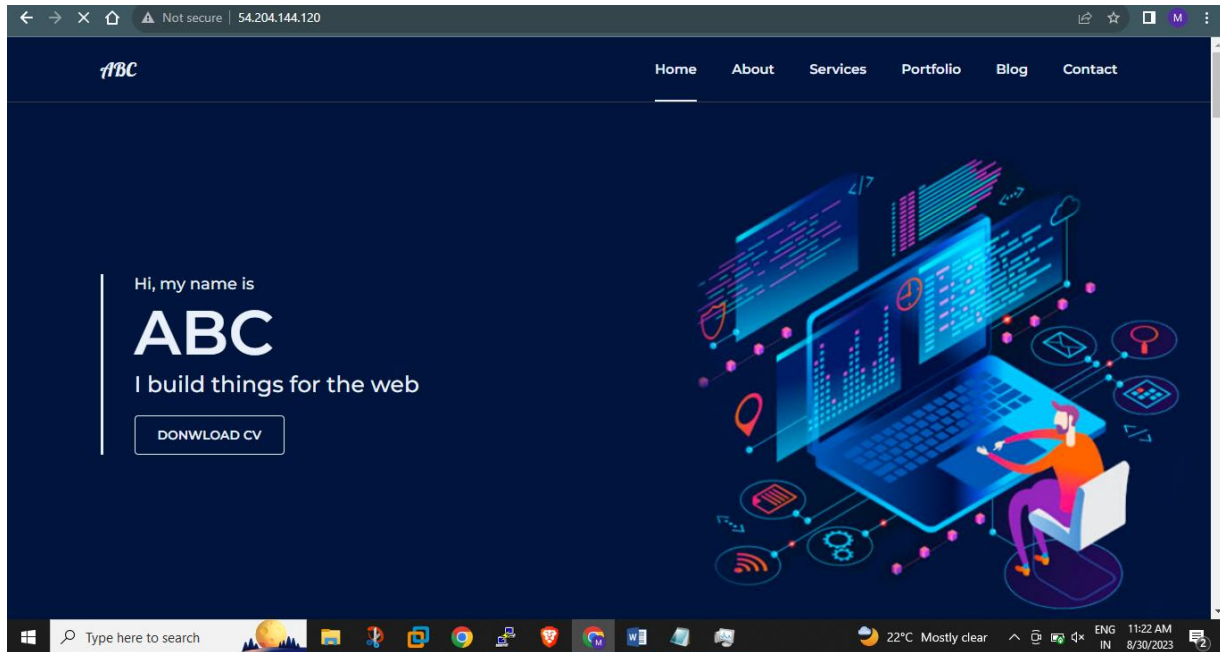 Not secure | 54.204.144.120
M
ABC
Home About Services Portfolio Blog Contact
Hi, my name is
ABC
I build things for the web
DONWLOAD CV
Type here to search
22°C Mostly clear
ENG
IN
11:22 AM
8/30/2023
2